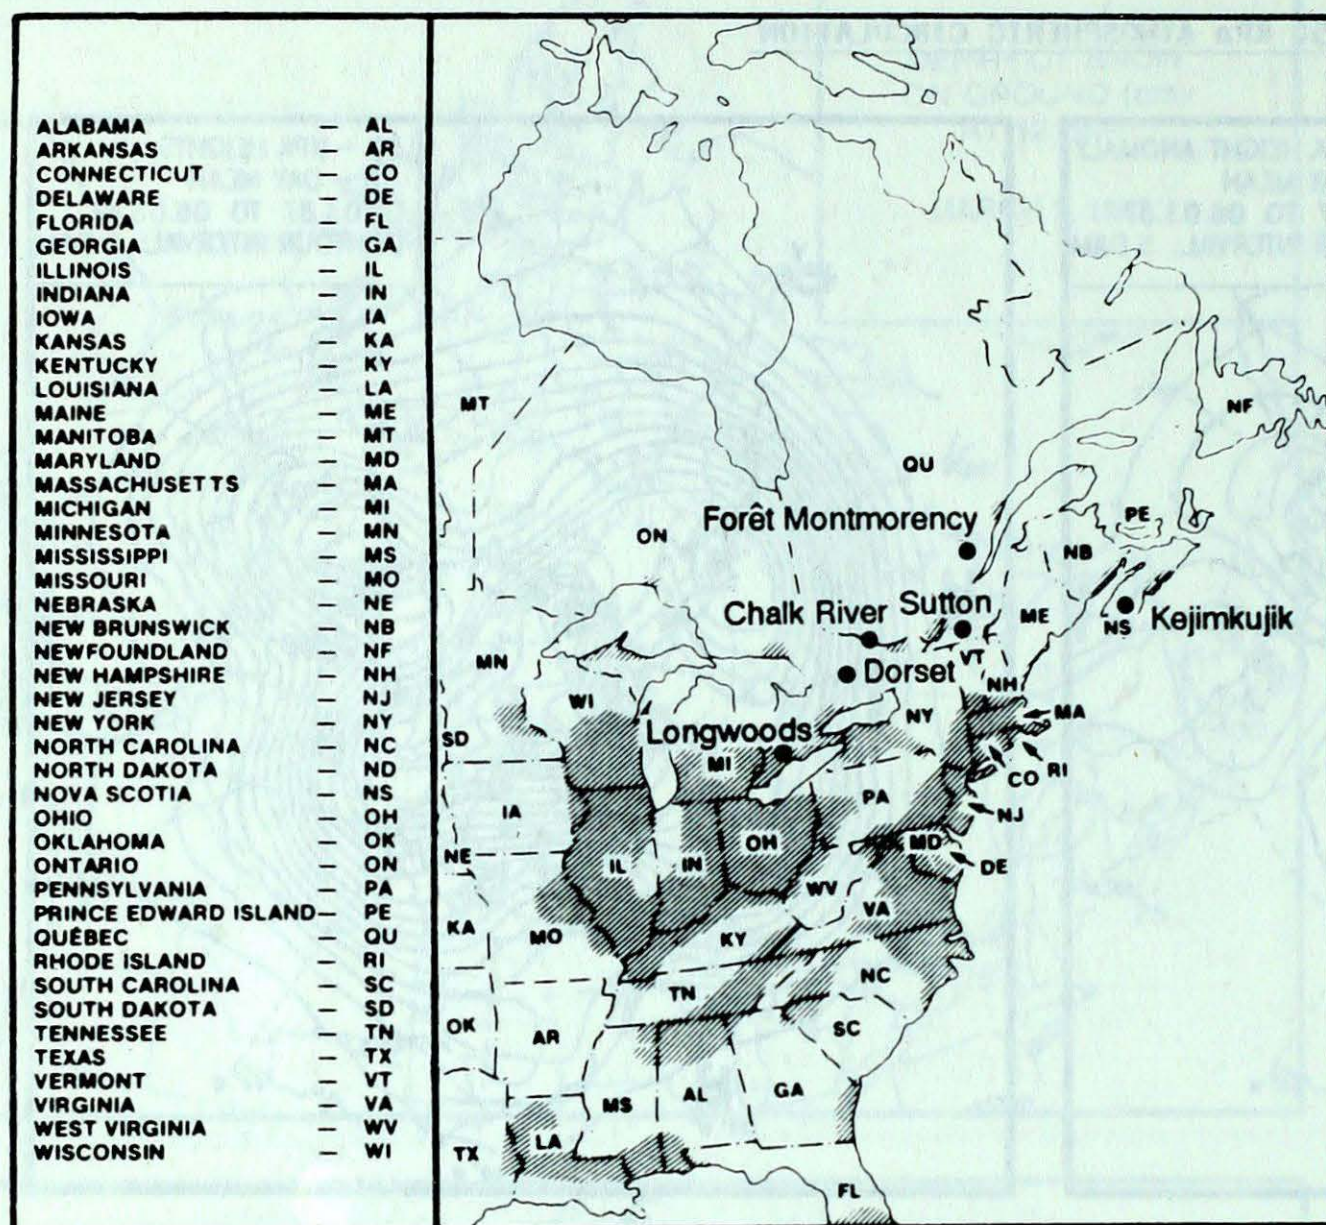 ALABAMA — AL
ARKANSAS — AR
CONNECTICUT — CO
DELAWARE — DE
FLORIDA — FL
GEORGIA — GA
ILLINOIS — IL
INDIANA — IN
IOWA — IA
KANSAS — KA
KENTUCKY — KY
LOUISIANA — LA
MAINE — ME
MANITOBA — MT
MARYLAND — MD
MASSACHUSETTS — MA
MICHIGAN — MI
MINNESOTA — MN
MISSISSIPPI — MS
MISSOURI — MO
NEBRASKA — NE
NEW BRUNSWICK — NB
NEWFOUNDLAND — NF
NEW HAMPSHIRE — NH
NEW JERSEY — NJ
NEW YORK — NY
NORTH CAROLINA — NC
NORTH DAKOTA — ND
NOVA SCOTIA — NS
OHIO — OH
OKLAHOMA — OK
ONTARIO — ON
PENNSYLVANIA — PA
PRINCE EDWARD ISLAND — PE
QUÉBEC — QU
RHODE ISLAND — RI
SOUTH CAROLINA — SC
SOUTH DAKOTA — SD
TENNESSEE — TN
TEXAS — TX
VERMONT — VT
VIRGINIA — VA
WEST VIRGINIA — WV
WISCONSIN — WI
MT
NF
QU
Forêt Montmorency
PE
ON
NB
Chalk River
Sutton
ME
NS
Kejimkujik
MN
VT
Dorset
NH
WI
NY
MA
Longwoods
SD
MI
RI
CO
IA
PA
NJ
OH
MD
NE
IL
IN
DE
WV
VA
KA
MO
KY
NC
TN
OK
AR
SC
GA
AL
MS
LA
TX
FL